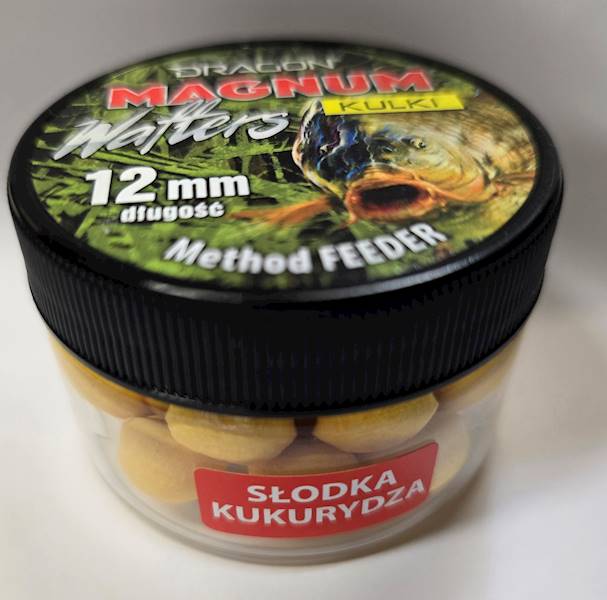 DRAGON
MAGNUM
KULKI
Wafters
12 mm
długość
Method FEEDER
SŁODKA
KUKURYDZA